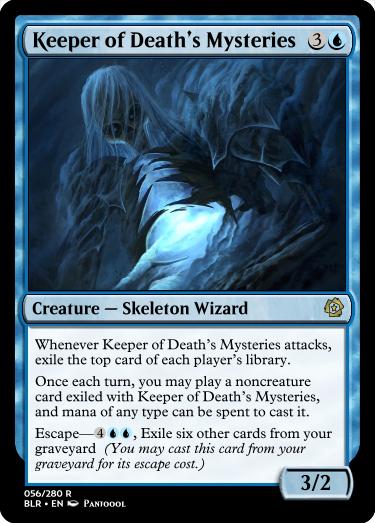 Keeper of Death's Mysteries 3
Creature — Skeleton Wizard
Whenever Keeper of Death's Mysteries attacks,
exile the top card of each player's library.
Once each turn, you may play a noncreature
card exiled with Keeper of Death's Mysteries,
and mana of any type can be spent to cast it.
Escape—4, Exile six other cards from your
graveyard (You may cast this card from your
graveyard for its escape cost.)
3/2
056/280 R
BLR • EN Pantoool